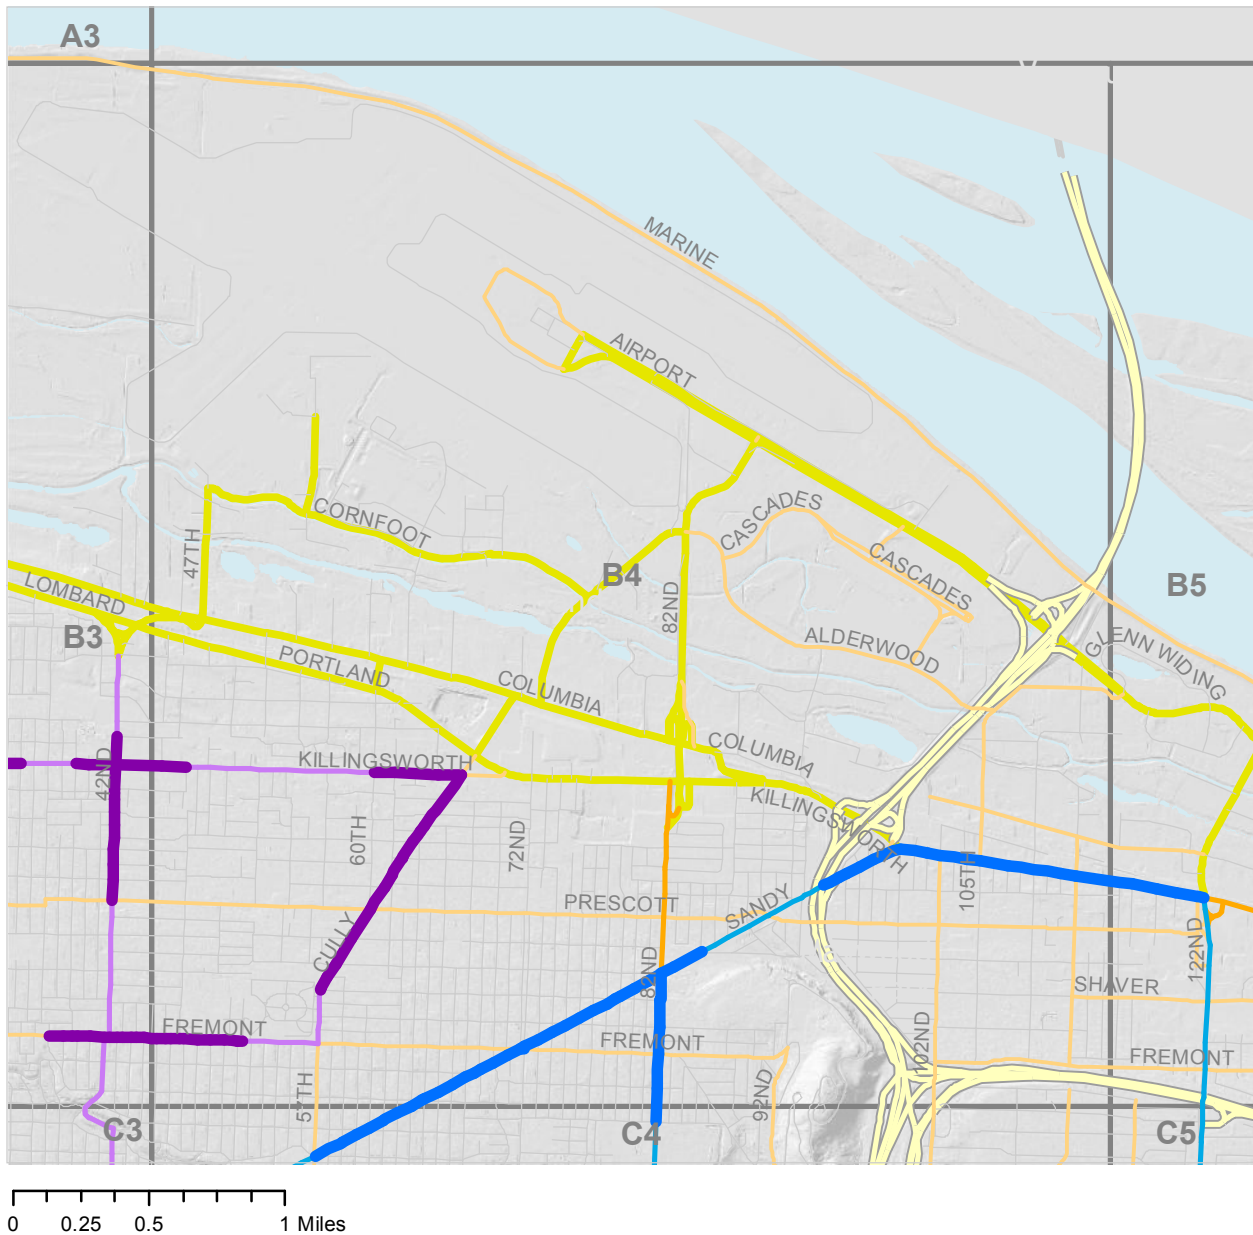 A3
MARINE
AIRPORT
CASCADES
CORNFOOT
47TH
CASCADES
B4
B5
LOMBARD
82ND
B3
ALDERWOOD
GLENN WIDING
PORTLAND
COLUMBIA
COLUMBIA
KILLINGSWORTH
42ND
KILLINGSWORTH
60TH
72ND
105TH
PRESCOTT
SANDY
CULLY
122ND
82ND
SHAVER
FREMONT
FREMONT
102ND
FREMONT
57TH
92ND
C3
C4
C5
0 0.25 0.5 1 Miles